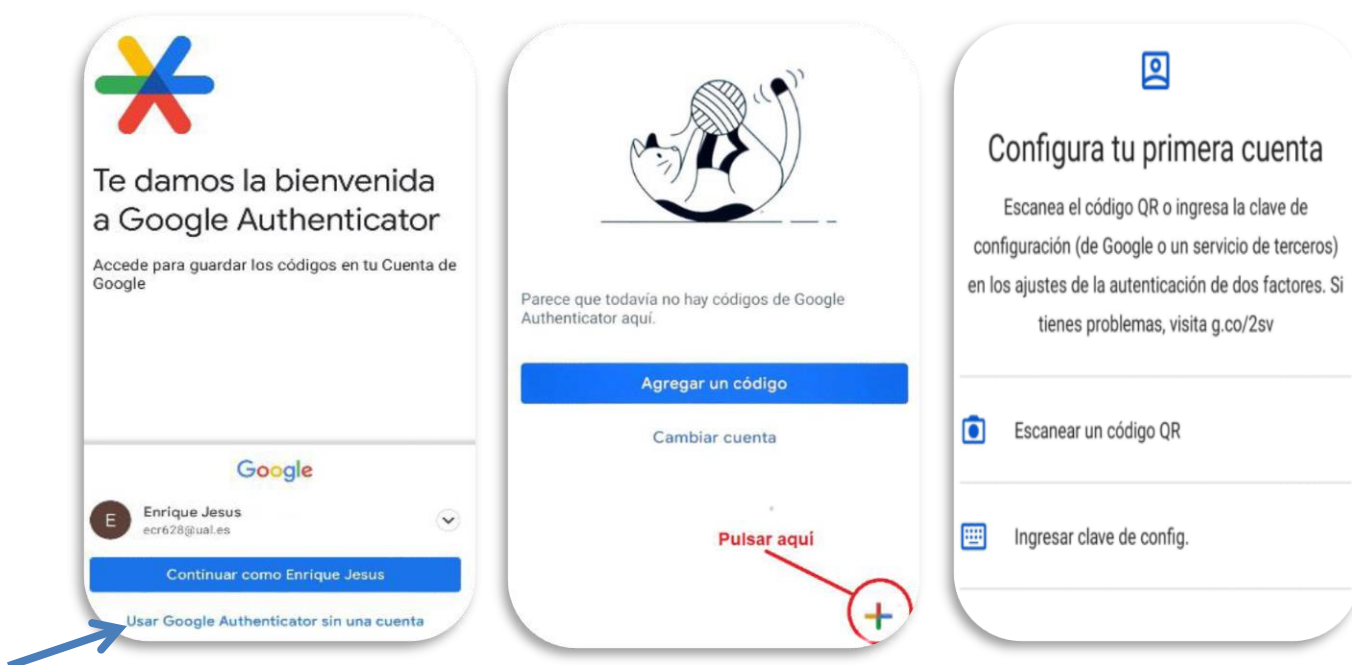 Te damos la bienvenida
a Google Authenticator
Accede para guardar los códigos en tu Cuenta de
Google
Google
E
Enrique Jesus
ecr628@ual.es
Continuar como Enrique Jesus
Usar Google Authenticator sin una cuenta
Parece que todavía no hay códigos de Google
Authenticator aquí.
Agregar un código
Cambiar cuenta
Pulsar aqui
Configura tu primera cuenta
Escanea el código QR o ingresa la clave de
configuración (de Google o un servicio de terceros)
en los ajustes de la autenticación de dos factores. Si
tienes problemas, visita g.co/2sv
Escanear un código QR
Ingresar clave de config.